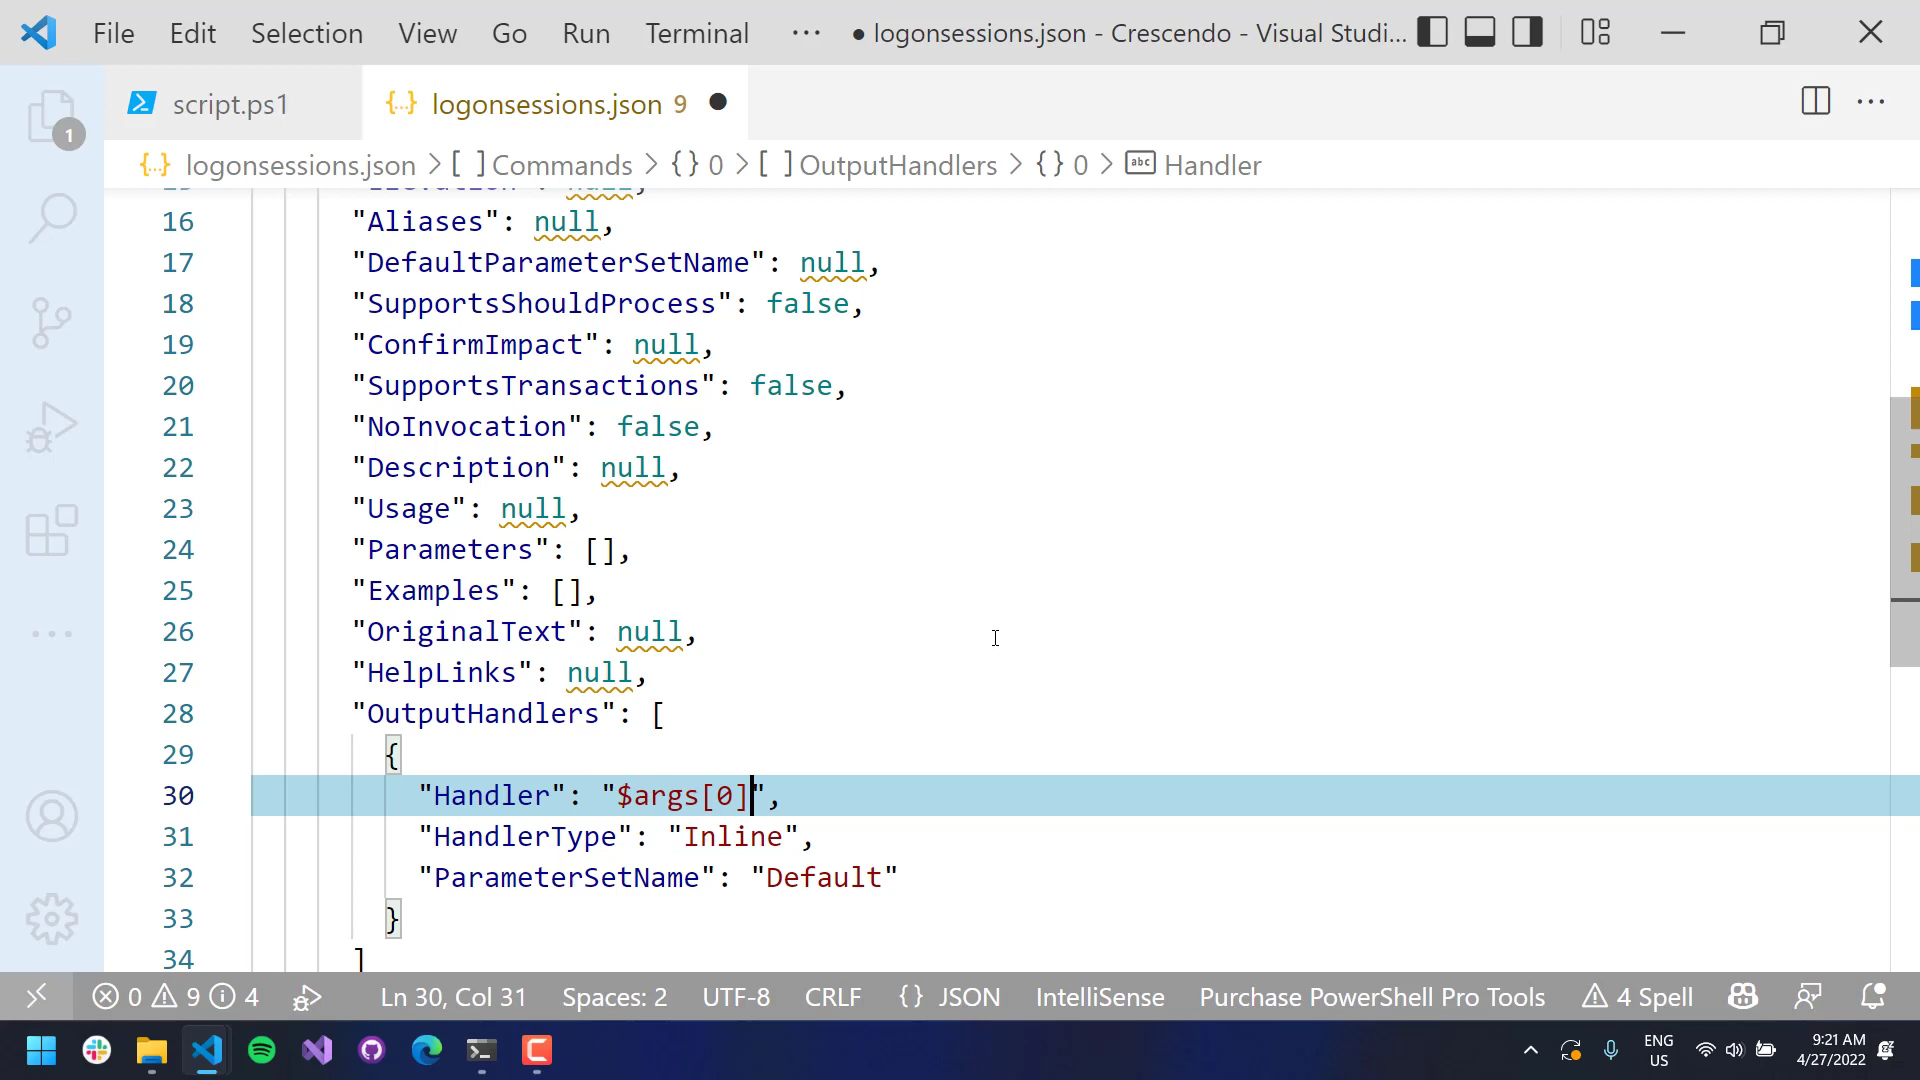 File Edit Selection View Go Run Terminal ··· ● logonsessions.json - Crescendo - Visual Studi...
script.ps1 {..} logonsessions.json 9 ●
1
{..} logonsessions.json > [ ] Commands > {} 0 > [ ] OutputHandlers > {} 0 > abc Handler
16 "Aliases": null,
17 "DefaultParameterSetName": null,
18 "SupportsShouldProcess": false,
19 "ConfirmImpact": null,
20 "SupportsTransactions": false,
21 "NoInvocation": false,
22 "Description": null,
23 "Usage": null,
24 "Parameters": [],
25 "Examples": [],
26 "OriginalText": null,
27 "HelpLinks": null,
28 "OutputHandlers": [
29 {
30 "Handler": "$args[0]",
31 "HandlerType": "Inline",
32 "ParameterSetName": "Default"
33 }
34 ]
0 9 4 Ln 30, Col 31 Spaces: 2 UTF-8 CRLF {} JSON IntelliSense Purchase PowerShell Pro Tools 4 Spell
ENG 9:21 AM
US 4/27/2022